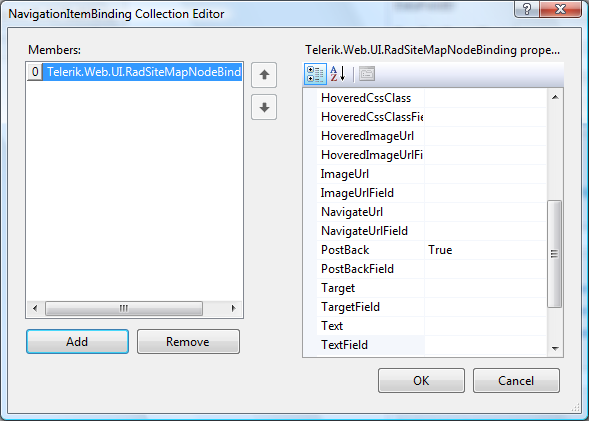 NavigationItemBinding Collection Editor
Members:
0 Telerik.Web.UI.RadSiteMapNodeBind
Add
Remove
Telerik.Web.UI.RadSiteMapNodeBinding prope...
HoveredCssClass
HoveredCssClassFie
HoveredImageUrl
HoveredImageUrlFi
ImageUrl
ImageUrlField
NavigateUrl
NavigateUrlField
PostBack True
PostBackField
Target
TargetField
Text
TextField
OK
Cancel